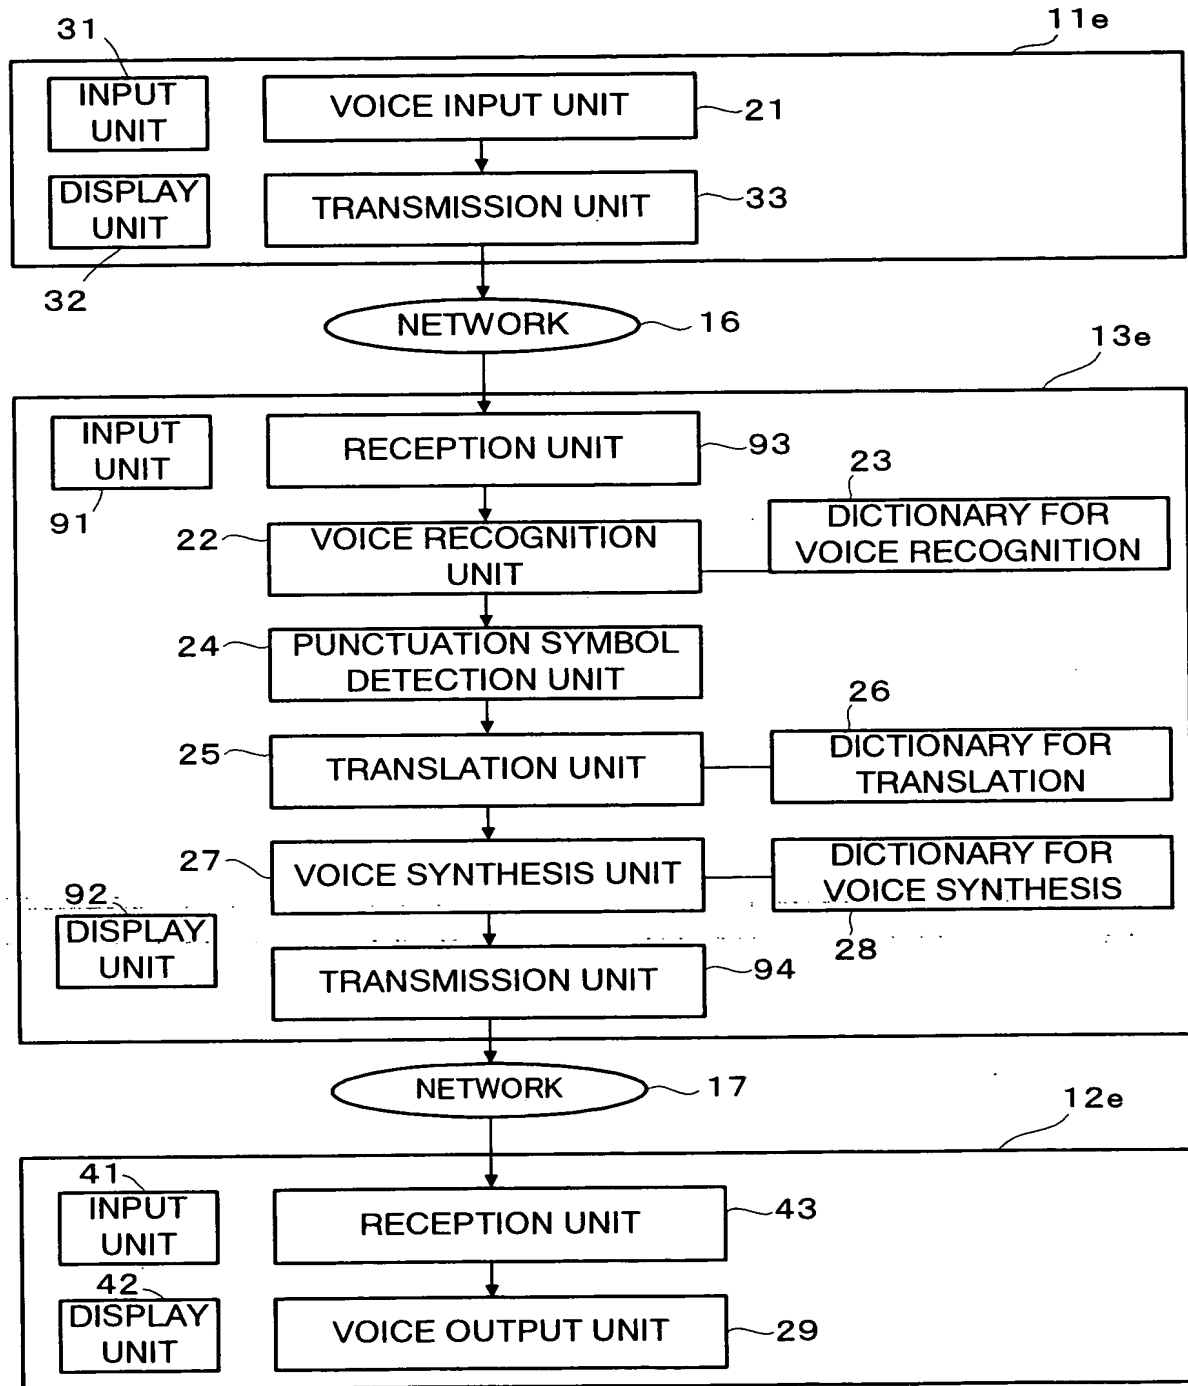 31
11e
INPUT
UNIT
VOICE INPUT UNIT
21
DISPLAY
UNIT
TRANSMISSION UNIT
33
32
NETWORK
16
13e
INPUT
UNIT
RECEPTION UNIT
93
91
23
22
VOICE RECOGNITION
UNIT
DICTIONARY FOR
VOICE RECOGNITION
24
PUNCTUATION SYMBOL
DETECTION UNIT
26
25
TRANSLATION UNIT
DICTIONARY FOR
TRANSLATION
27
VOICE SYNTHESIS UNIT
DICTIONARY FOR
VOICE SYNTHESIS
92
28
DISPLAY
UNIT
TRANSMISSION UNIT
94
NETWORK
17
12e
41
INPUT
UNIT
RECEPTION UNIT
43
42
DISPLAY
UNIT
VOICE OUTPUT UNIT
29